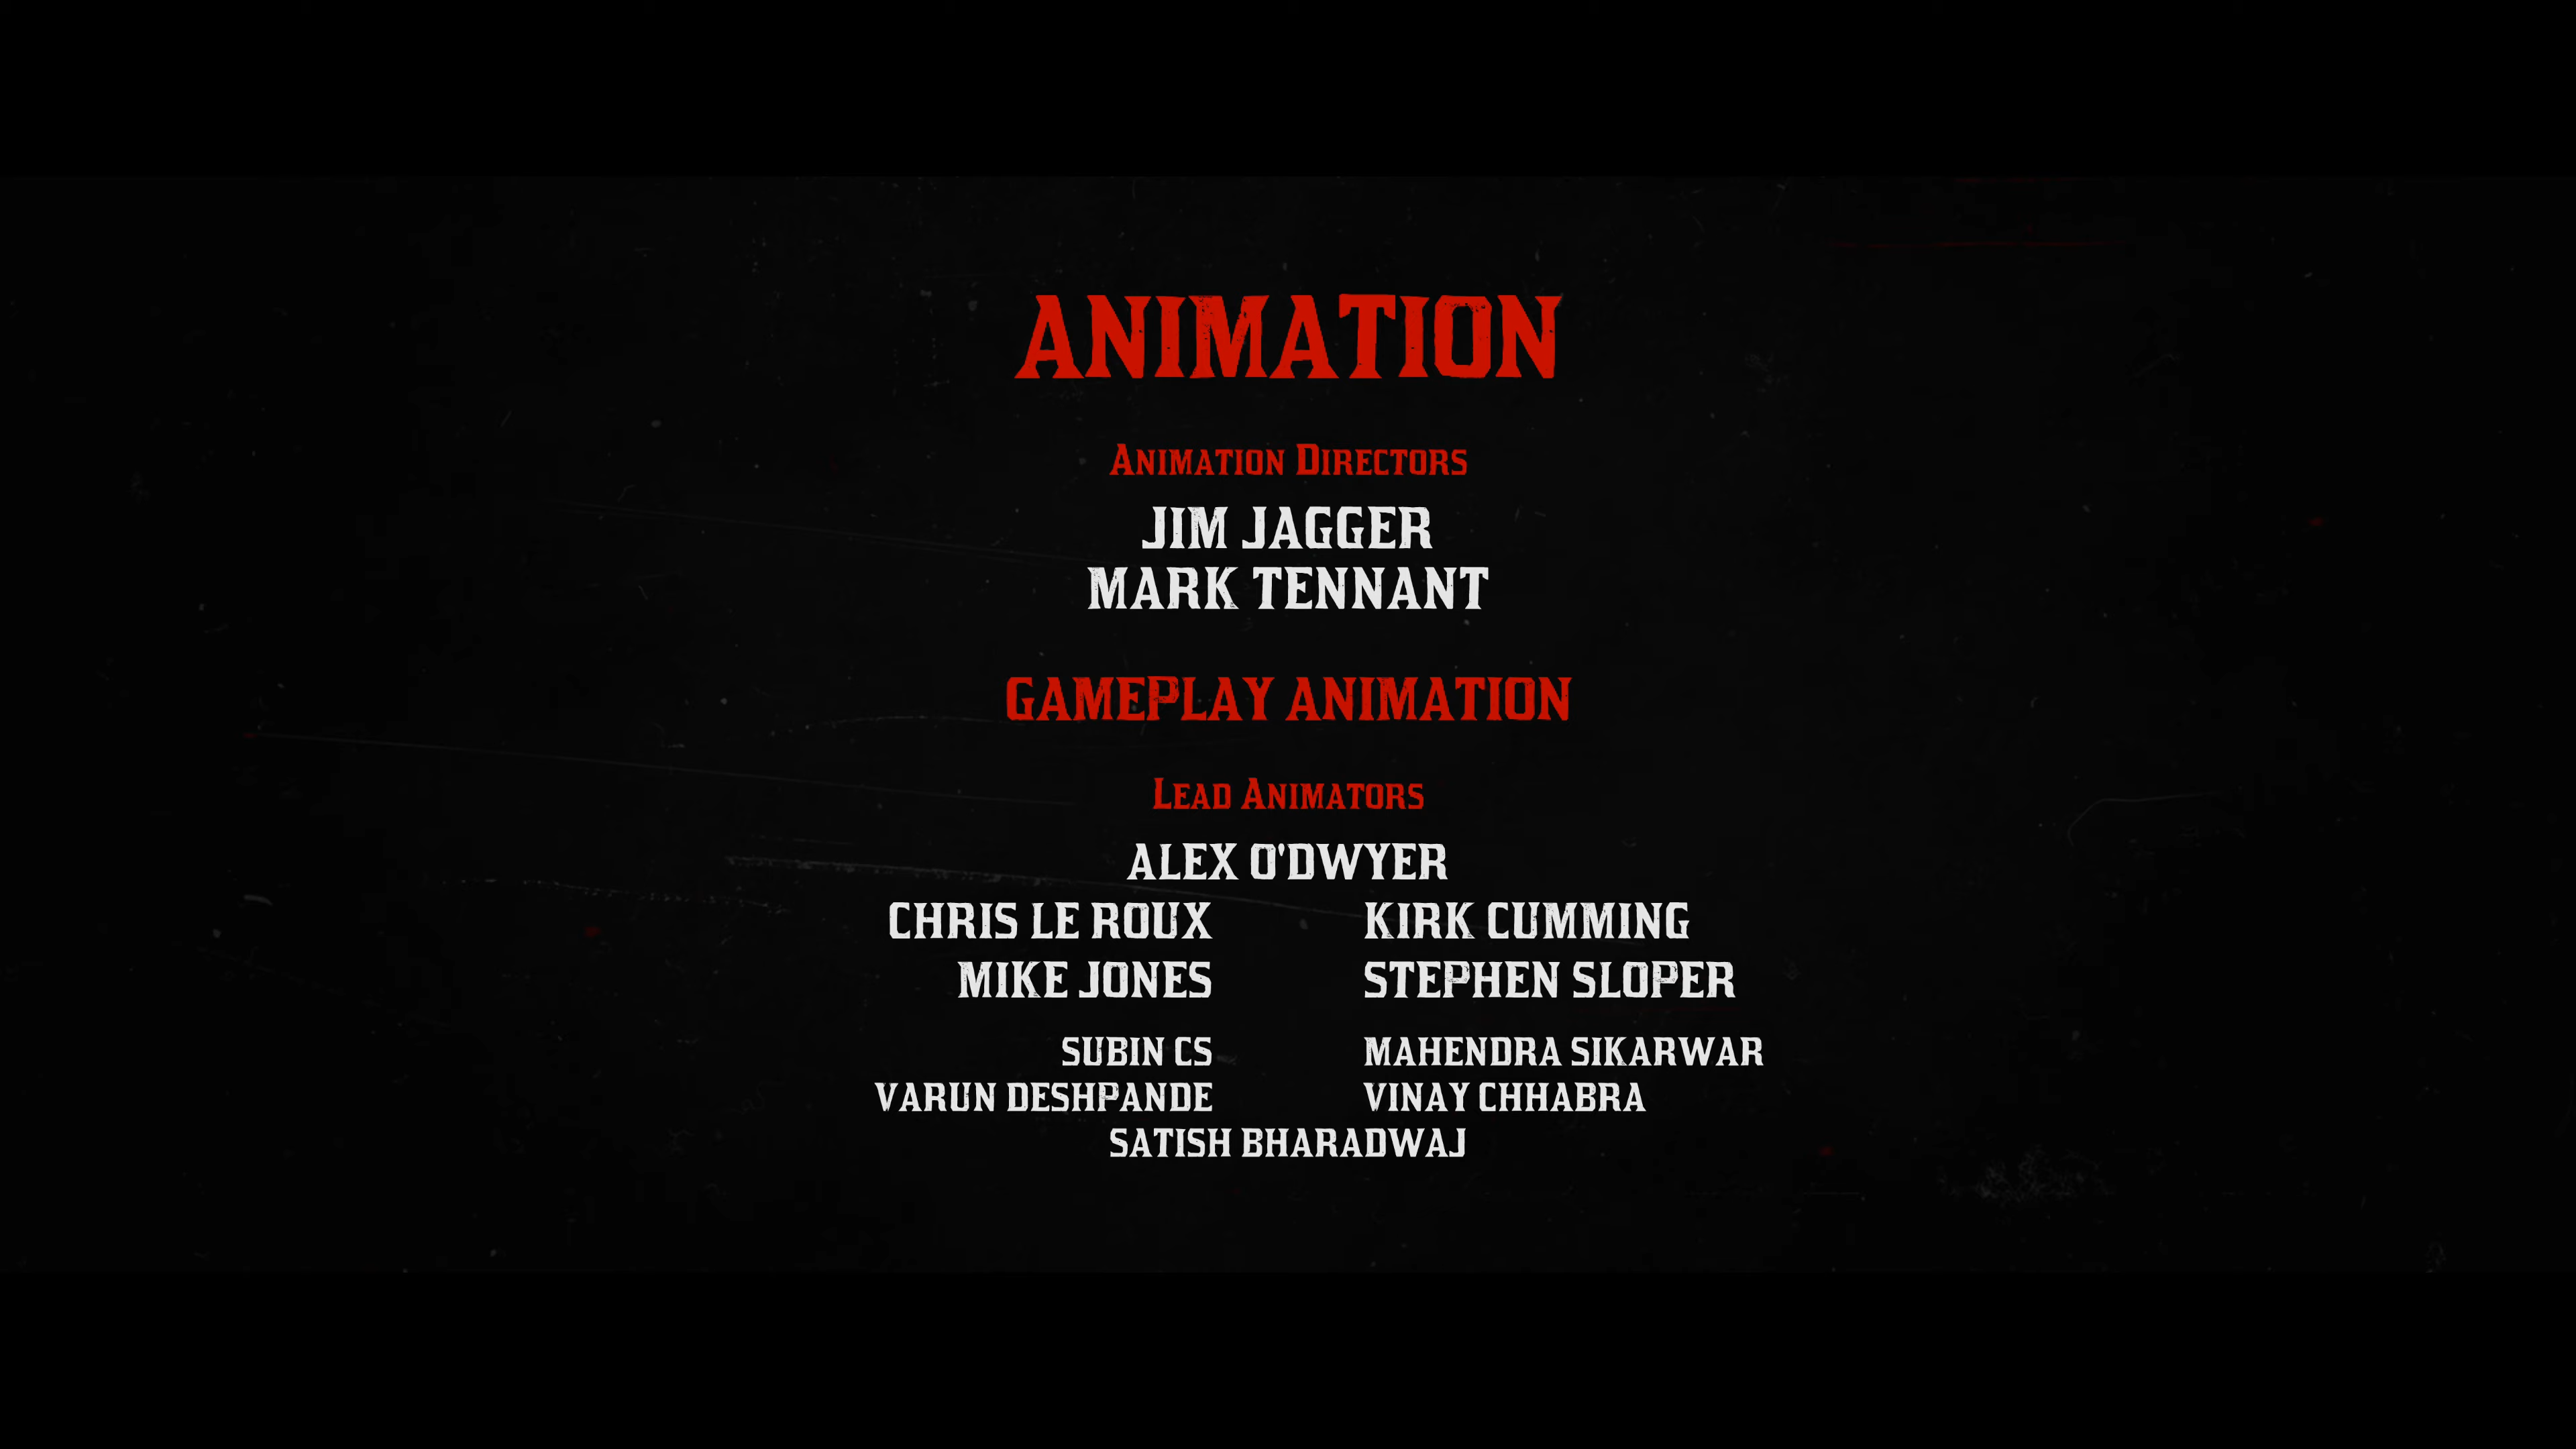 ANIMATION
ANIMATION DIRECTORS
JIM JAGGER
MARK TENNANT
GAMEPLAY ANIMATION
LEAD ANIMATORS
ALEX O'DWYER
CHRIS LE ROUX KIRK CUMMING
MIKE JONES STEPHEN SLOPER
SUBIN CS MAHENDRA SIKARWAR
VARUN DESHPANDE VINAY CHHABRA
SATISH BHARADWAJ